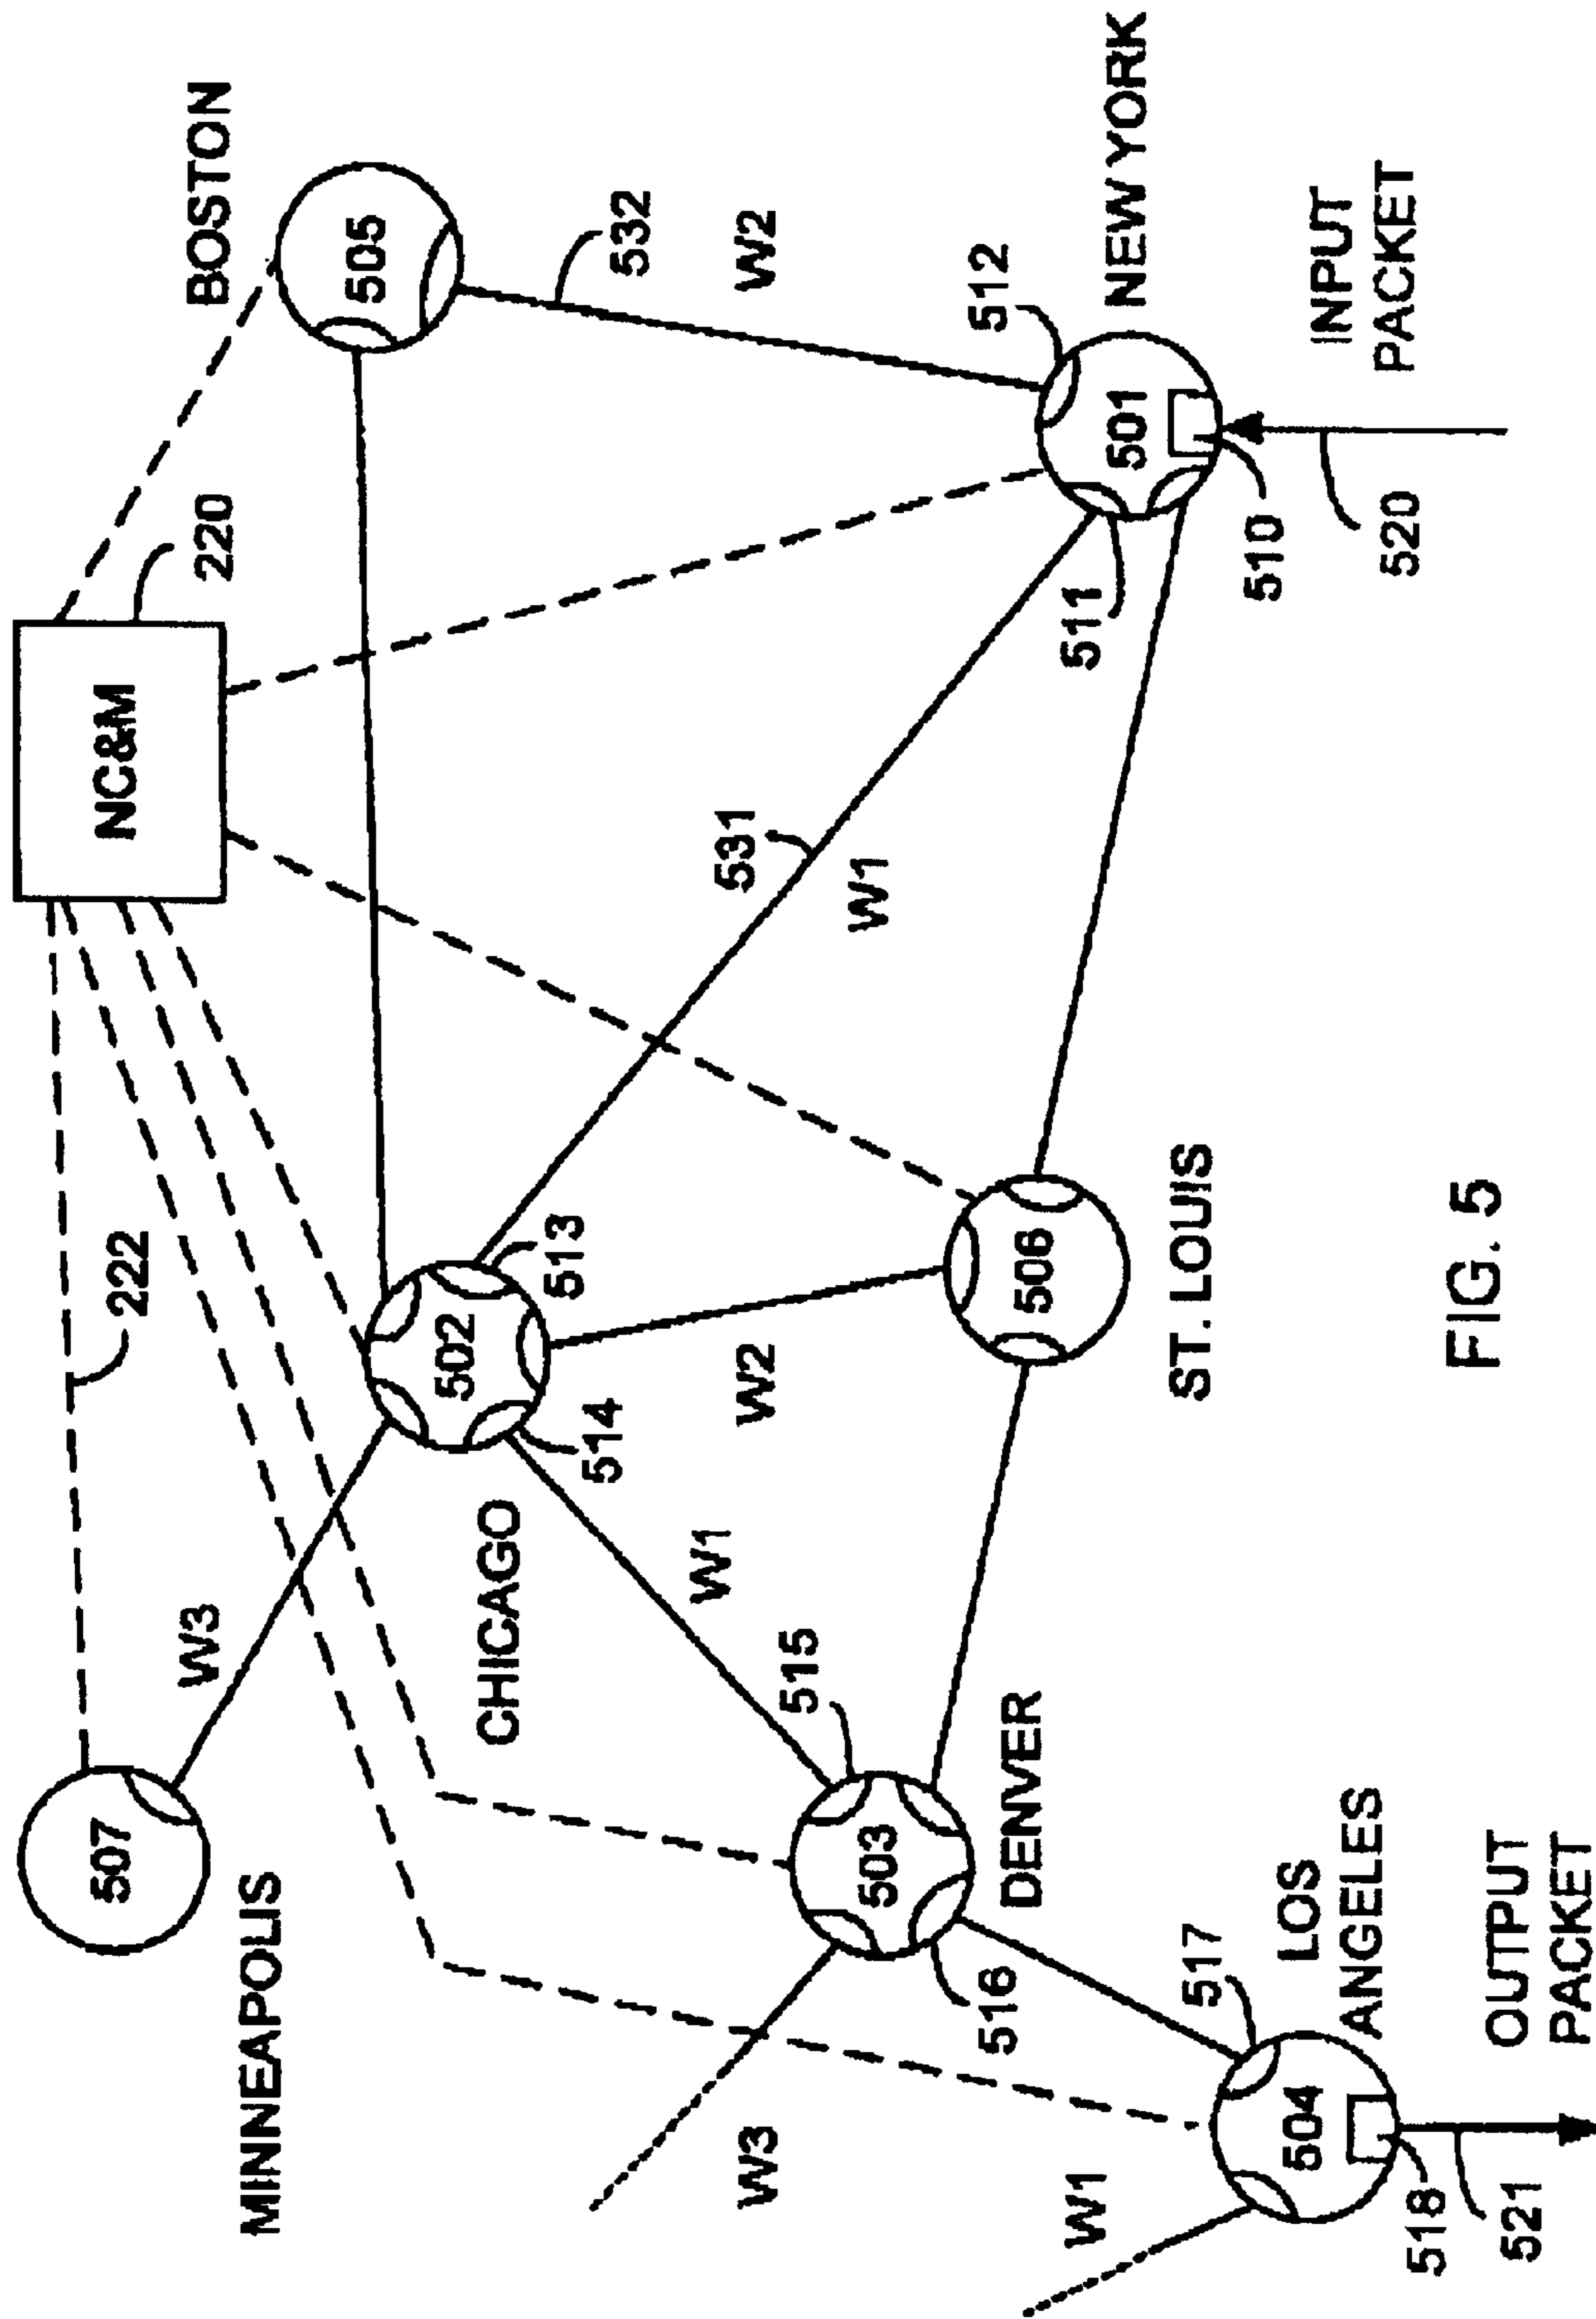 NC&M
220
222
BOSTON
505
532
W2
512
NEW YORK
501
511
510
INPUT
PACKET
520
531
W1
513
502
514
CHICAGO
W2
506
ST. LOUIS
W3
507
MINNEAPOLIS
W1
515
503
DENVER
516
W3
517
LOS
ANGELES
504
W1
518
521
OUTPUT
PACKET
FIG. 5